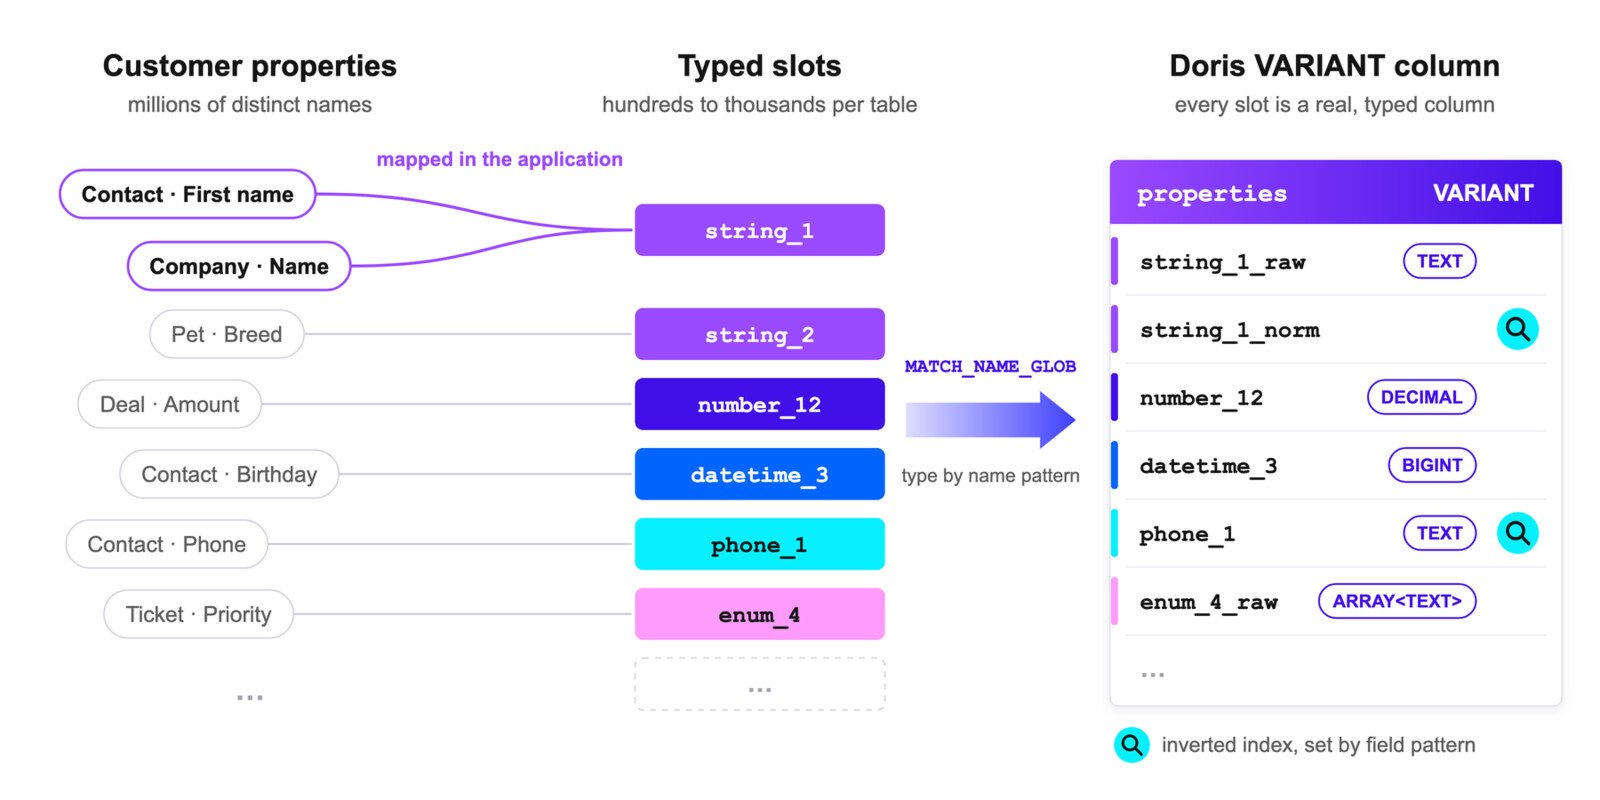 Customer properties
millions of distinct names
Typed slots
hundreds to thousands per table
Doris VARIANT column
every slot is a real, typed column
mapped in the application
Contact · First name
Company · Name
Pet · Breed
Deal · Amount
Contact · Birthday
Contact · Phone
Ticket · Priority
...
string_1
string_2
number_12
datetime_3
phone_1
enum_4
...
MATCH_NAME_GLOB
type by name pattern
properties VARIANT
string_1_raw TEXT
string_1_norm
number_12 DECIMAL
datetime_3 BIGINT
phone_1 TEXT
enum_4_raw ARRAY<TEXT>
...
inverted index, set by field pattern